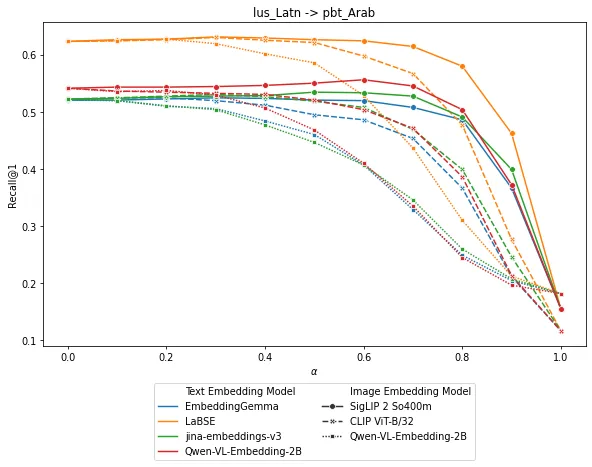 lus_Latn -> pbt_Arab
Recall@1
0.6
0.5
0.4
0.3
0.2
0.1
0.0 0.2 0.4 0.6 0.8 1.0
α
Text Embedding Model Image Embedding Model
EmbeddingGemma SigLIP 2 So400m
LaBSE CLIP ViT-B/32
jina-embeddings-v3 Qwen-VL-Embedding-2B
Qwen-VL-Embedding-2B